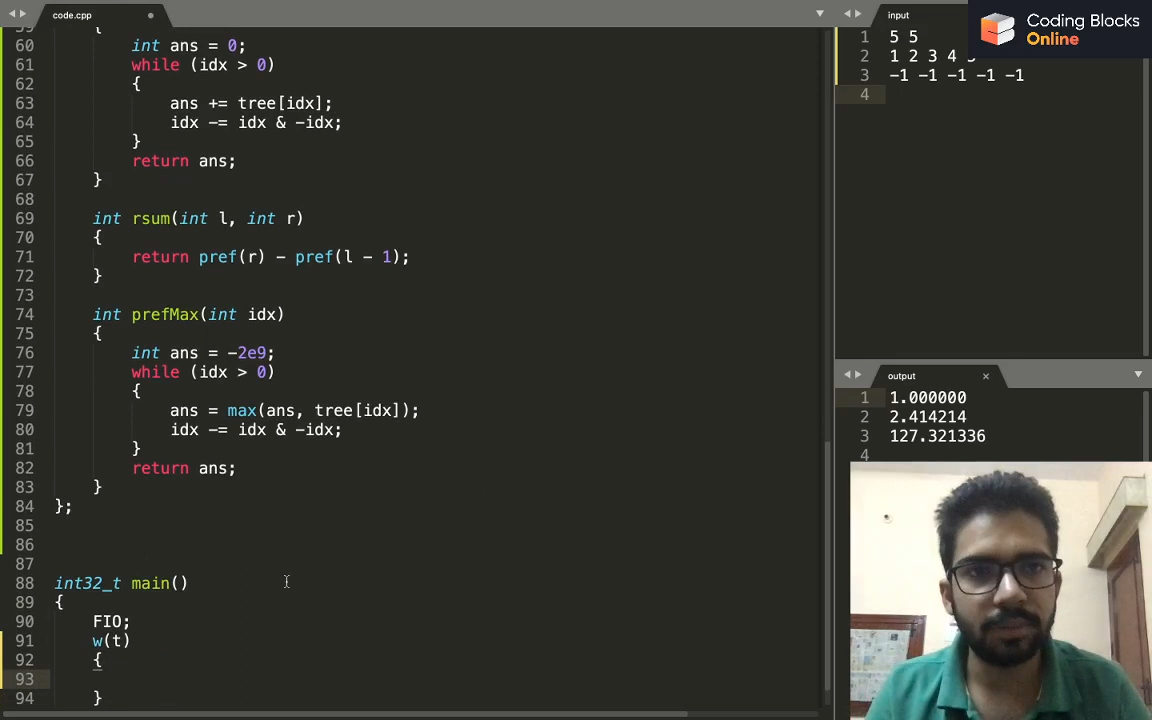 code.cpp
59 {
60 int ans = 0;
61 while (idx > 0)
62 {
63 ans += tree[idx];
64 idx -= idx & -idx;
65 }
66 return ans;
67 }
68
69 int rsum(int l, int r)
70 {
71 return pref(r) - pref(l - 1);
72 }
73
74 int prefMax(int idx)
75 {
76 int ans = -2e9;
77 while (idx > 0)
78 {
79 ans = max(ans, tree[idx]);
80 idx -= idx & -idx;
81 }
82 return ans;
83 }
84 };
85
86
87
88 int32_t main()
89 {
90 FIO;
91 w(t)
92 {
93
94 }
input
1 5 5
2 1 2 3 4 5
3 -1 -1 -1 -1 -1
4
Coding Blocks
Online
output
1 1.000000
2 2.414214
3 127.321336
4